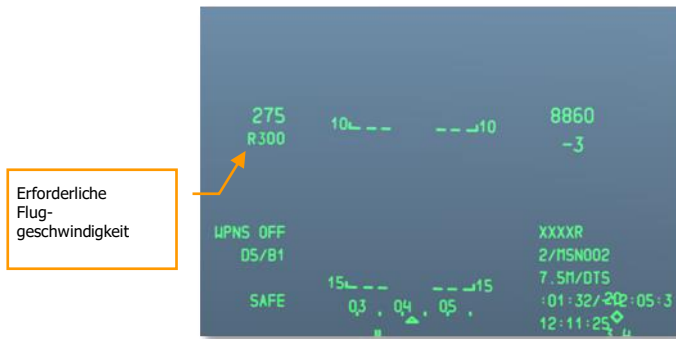 275
R300
10
10
8860
-3
Erforderliche
Flug-
geschwindigkeit
WPNS OFF
D5/B1
SAFE
XXXXR
2/MSN002
7.5M/DTS
15
15
03 . 04 . 05 .
12:11:25